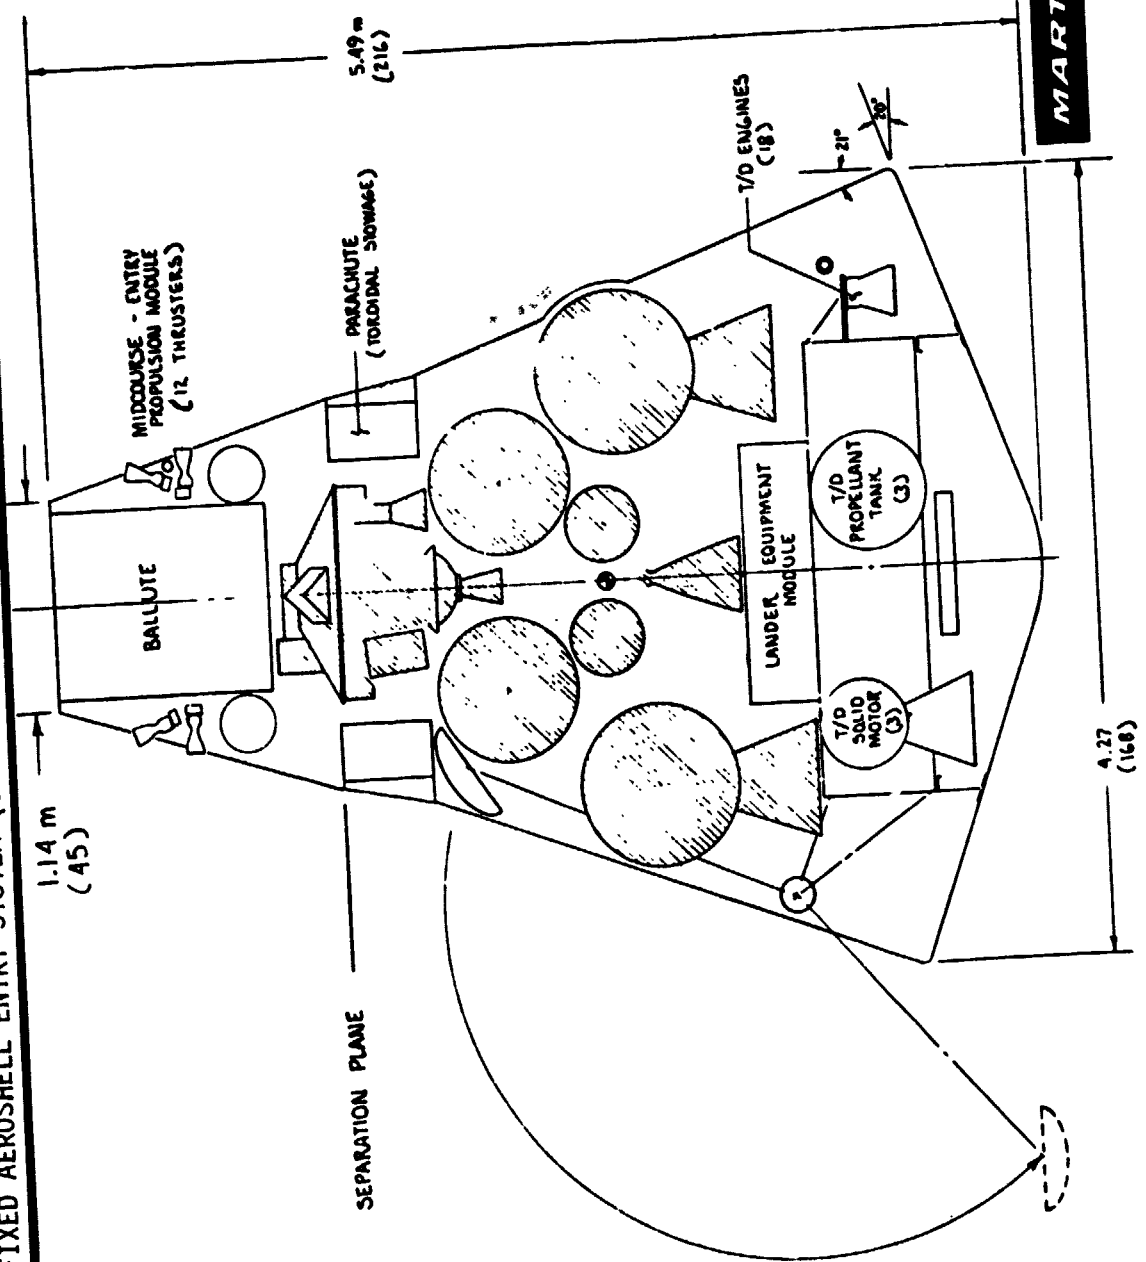 FIXED AEROSHELL ENTRY
1.14 m
(45)
5.49 m
(216)
MIDCOURSE - ENTRY
PROPULSION MODULE
(12 THRUSTERS)
BALLUTE
PARACHUTE
(TOROIDAL STOWAGE)
SEPARATION PLANE
T/D ENGINES
(18)
21°
20°
LANDER EQUIPMENT
MODULE
T/D
PROPELLANT
TANK
(3)
T/D
SOLID
MOTOR
(3)
4.27
(168)
MART